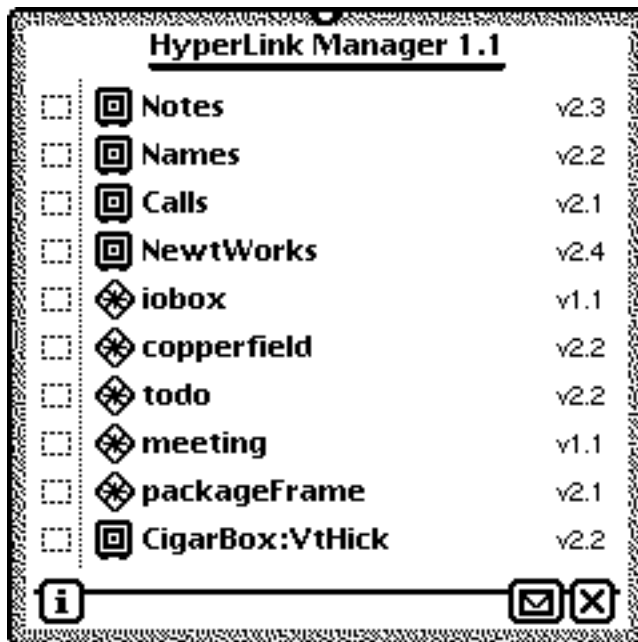 HyperLink Manager 1.1
Notes v2.3
Names v2.2
Calls v2.1
NewtWorks v2.4
iobox v1.1
copperfield v2.2
todo v2.2
meeting v1.1
packageFrame v2.1
CigarBox:VtHick v2.2
i